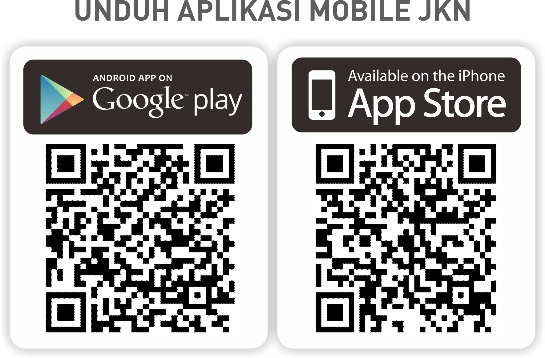 UNDUH APLIKASI MOBILE JKN
ANDROID APP ON
Google play
Available on the iPhone
App Store